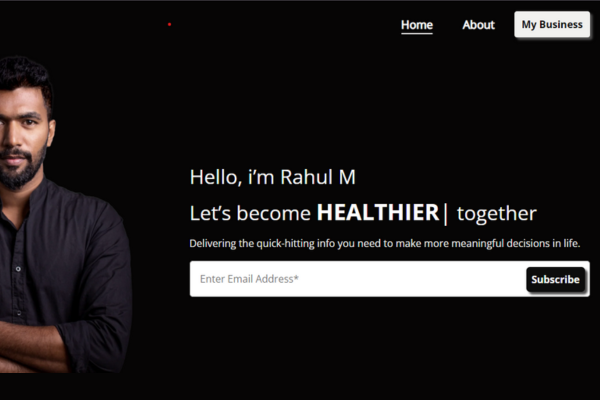 Home About My Business
Hello, i’m Rahul M
Let’s become HEALTHIER| together
Delivering the quick-hitting info you need to make more meaningful decisions in life.
Enter Email Address* Subscribe